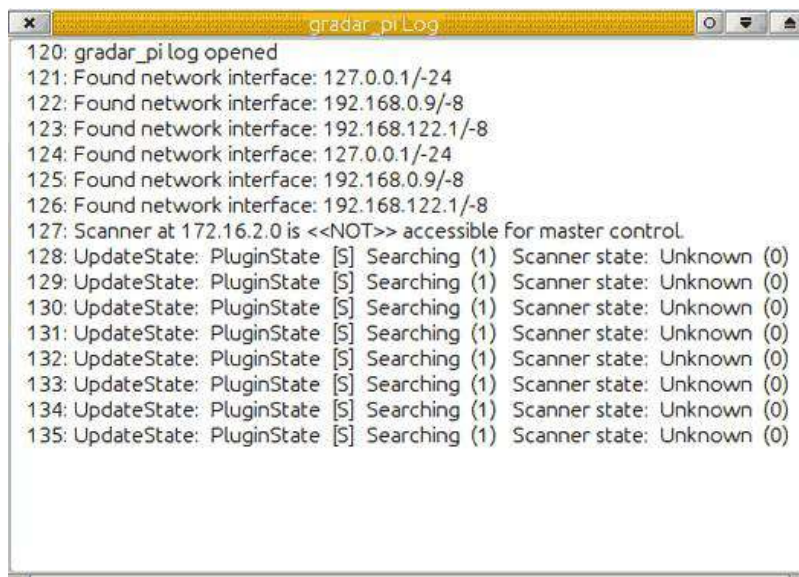 gradar_pi Log
120: gradar_pi log opened
121: Found network interface: 127.0.0.1/-24
122: Found network interface: 192.168.0.9/-8
123: Found network interface: 192.168.122.1/-8
124: Found network interface: 127.0.0.1/-24
125: Found network interface: 192.168.0.9/-8
126: Found network interface: 192.168.122.1/-8
127: Scanner at 172.16.2.0 is <<NOT>> accessible for master control.
128: UpdateState: PluginState [S] Searching (1) Scanner state: Unknown (0)
129: UpdateState: PluginState [S] Searching (1) Scanner state: Unknown (0)
130: UpdateState: PluginState [S] Searching (1) Scanner state: Unknown (0)
131: UpdateState: PluginState [S] Searching (1) Scanner state: Unknown (0)
132: UpdateState: PluginState [S] Searching (1) Scanner state: Unknown (0)
133: UpdateState: PluginState [S] Searching (1) Scanner state: Unknown (0)
134: UpdateState: PluginState [S] Searching (1) Scanner state: Unknown (0)
135: UpdateState: PluginState [S] Searching (1) Scanner state: Unknown (0)